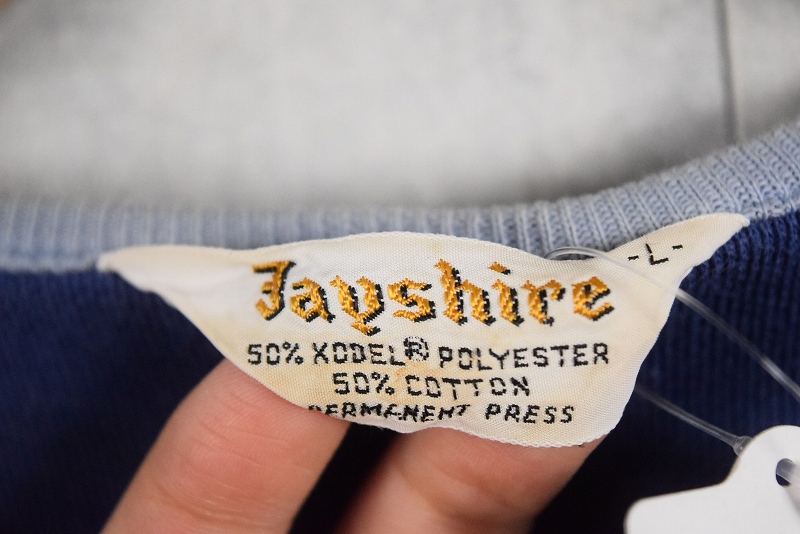 Jayshire
-L-
50% KODEL® POLYESTER
50% COTTON
PERMANENT PRESS